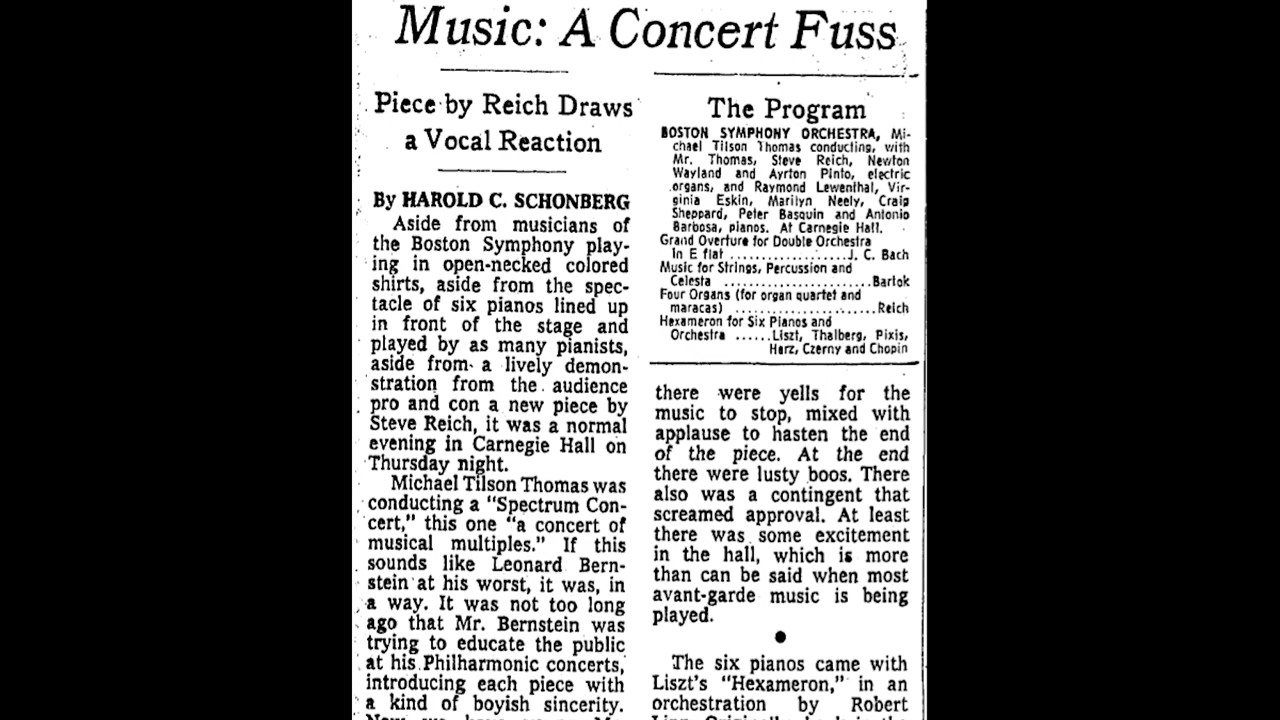 Music: A Concert Fuss
Piece by Reich Draws
a Vocal Reaction
By HAROLD C. SCHONBERG
Aside from musicians of
the Boston Symphony play-
ing in open-necked colored
shirts, aside from the spec-
tacle of six pianos lined up
in front of the stage and
played by as many pianists,
aside from a lively demon-
stration from the audience
pro and con a new piece by
Steve Reich, it was a normal
evening in Carnegie Hall on
Thursday night.
Michael Tilson Thomas was
conducting a "Spectrum Con-
cert," this one "a concert of
musical multiples." If this
sounds like Leonard Bern-
stein at his worst, it was, in
a way. It was not too long
ago that Mr. Bernstein was
trying to educate the public
at his Philharmonic concerts,
introducing each piece with
a kind of boyish sincerity.
The Program
BOSTON SYMPHONY ORCHESTRA, Mi-
chael Tilson Thomas conducting, with
Mr. Thomas, Steve Reich, Newton
Wayland and Ayrton Pinto, electric
organs, and Raymond Lewenthal, Vir-
ginia Eskin, Marilyn Neely, Craig
Sheppard, Peter Basquin and Antonio
Barbosa, pianos. At Carnegie Hall.
Grand Overture for Double Orchestra
in E flat ..................J. C. Bach
Music for Strings, Percussion and
Celesta ......................Bartok
Four Organs (for organ quartet and
maracas) .....................Reich
Hexameron for Six Pianos and
Orchestra ......Liszt, Thalberg, Pixis,
Herz, Czerny and Chopin
there were yells for the
music to stop, mixed with
applause to hasten the end
of the piece. At the end
there were lusty boos. There
also was a contingent that
screamed approval. At least
there was some excitement
in the hall, which is more
than can be said when most
avant-garde music is being
played.
The six pianos came with
Liszt's "Hexameron," in an
orchestration by Robert